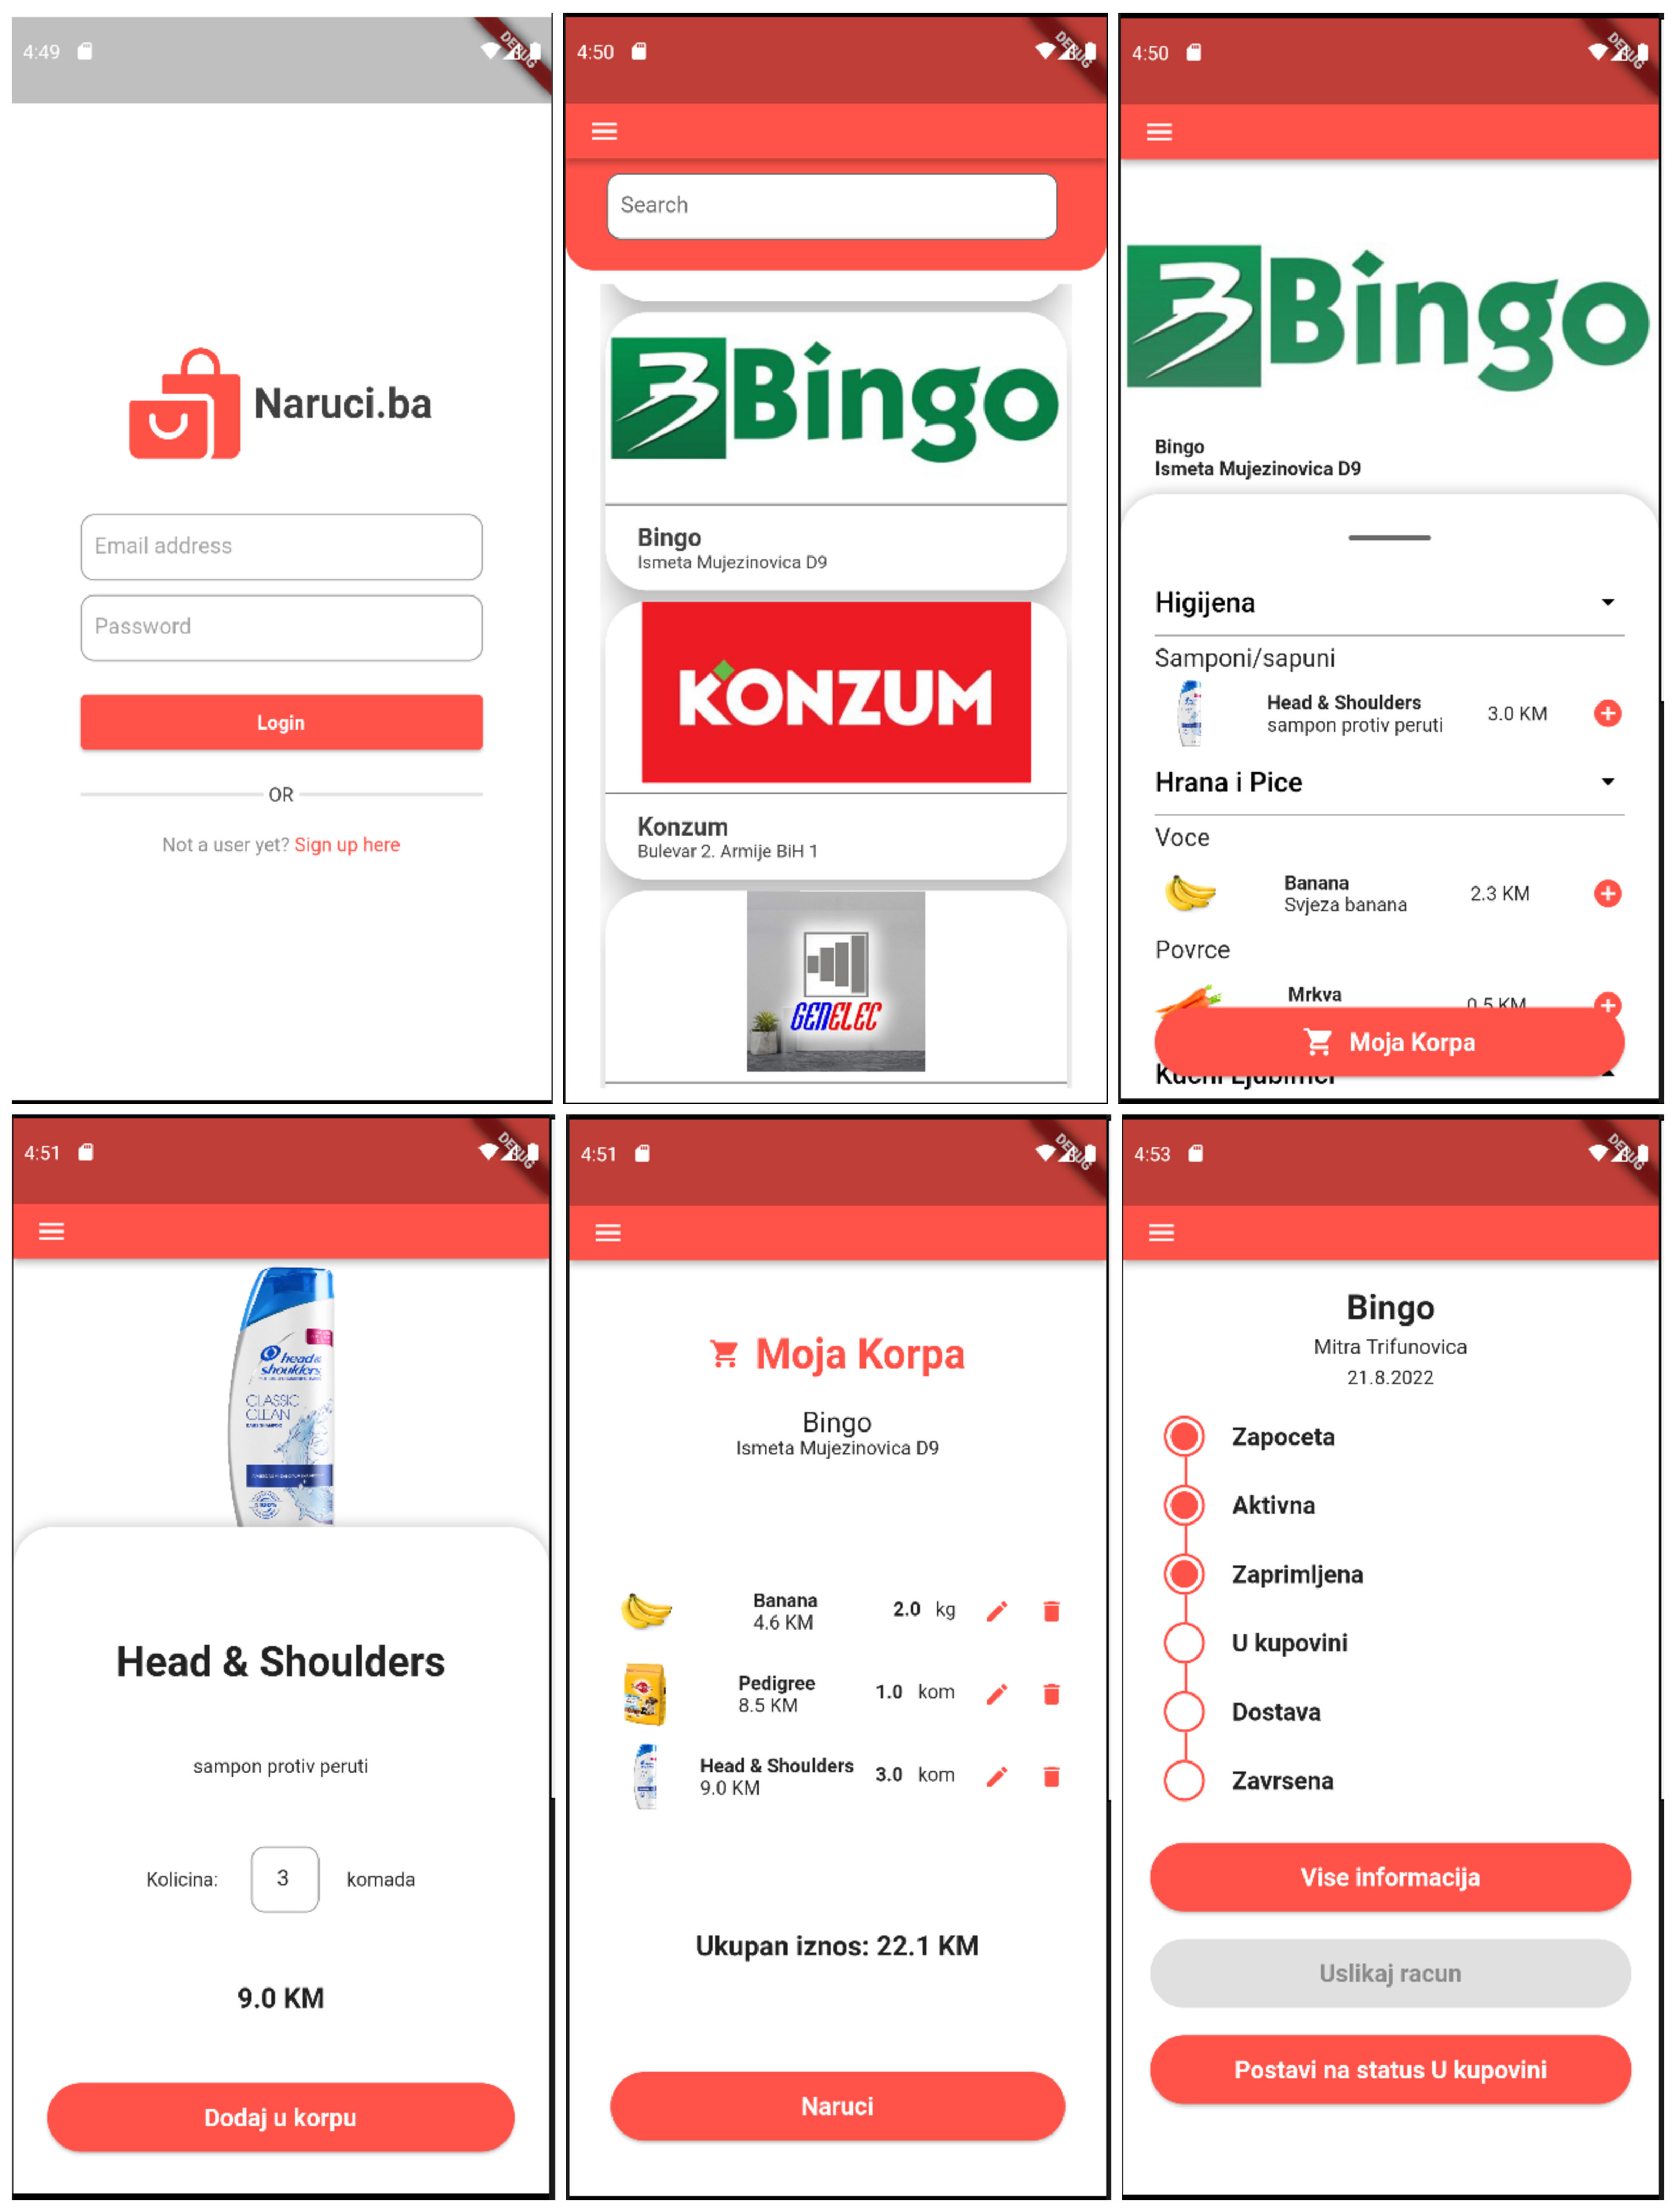 4:49
DEBUG
Naruci.ba
Email address
Password
Login
OR
Not a user yet? Sign up here
4:50
DEBUG
Search
Bingo
Bingo
Ismeta Mujezinovica D9
KONZUM
Konzum
Bulevar 2. Armije BiH 1
GENELEC
4:50
DEBUG
Bingo
Bingo
Ismeta Mujezinovica D9
Higijena
Samponi/sapuni
Head & Shoulders
sampon protiv peruti
3.0 KM
Hrana i Pice
Voce
Banana
Svjeza banana
2.3 KM
Povrce
Mrkva
0.5 KM
Moja Korpa
Kucni Ljubimci
4:51
DEBUG
head &
shoulders
CLASSIC
CLEAN
Head & Shoulders
sampon protiv peruti
Kolicina: 3 komada
9.0 KM
Dodaj u korpu
4:51
DEBUG
Moja Korpa
Bingo
Ismeta Mujezinovica D9
Banana
4.6 KM
2.0 kg
Pedigree
8.5 KM
1.0 kom
Head & Shoulders
9.0 KM
3.0 kom
Ukupan iznos: 22.1 KM
Naruci
4:53
DEBUG
Bingo
Mitra Trifunovica
21.8.2022
Zapoceta
Aktivna
Zaprimljena
U kupovini
Dostava
Zavrsena
Vise informacija
Uslikaj racun
Postavi na status U kupovini